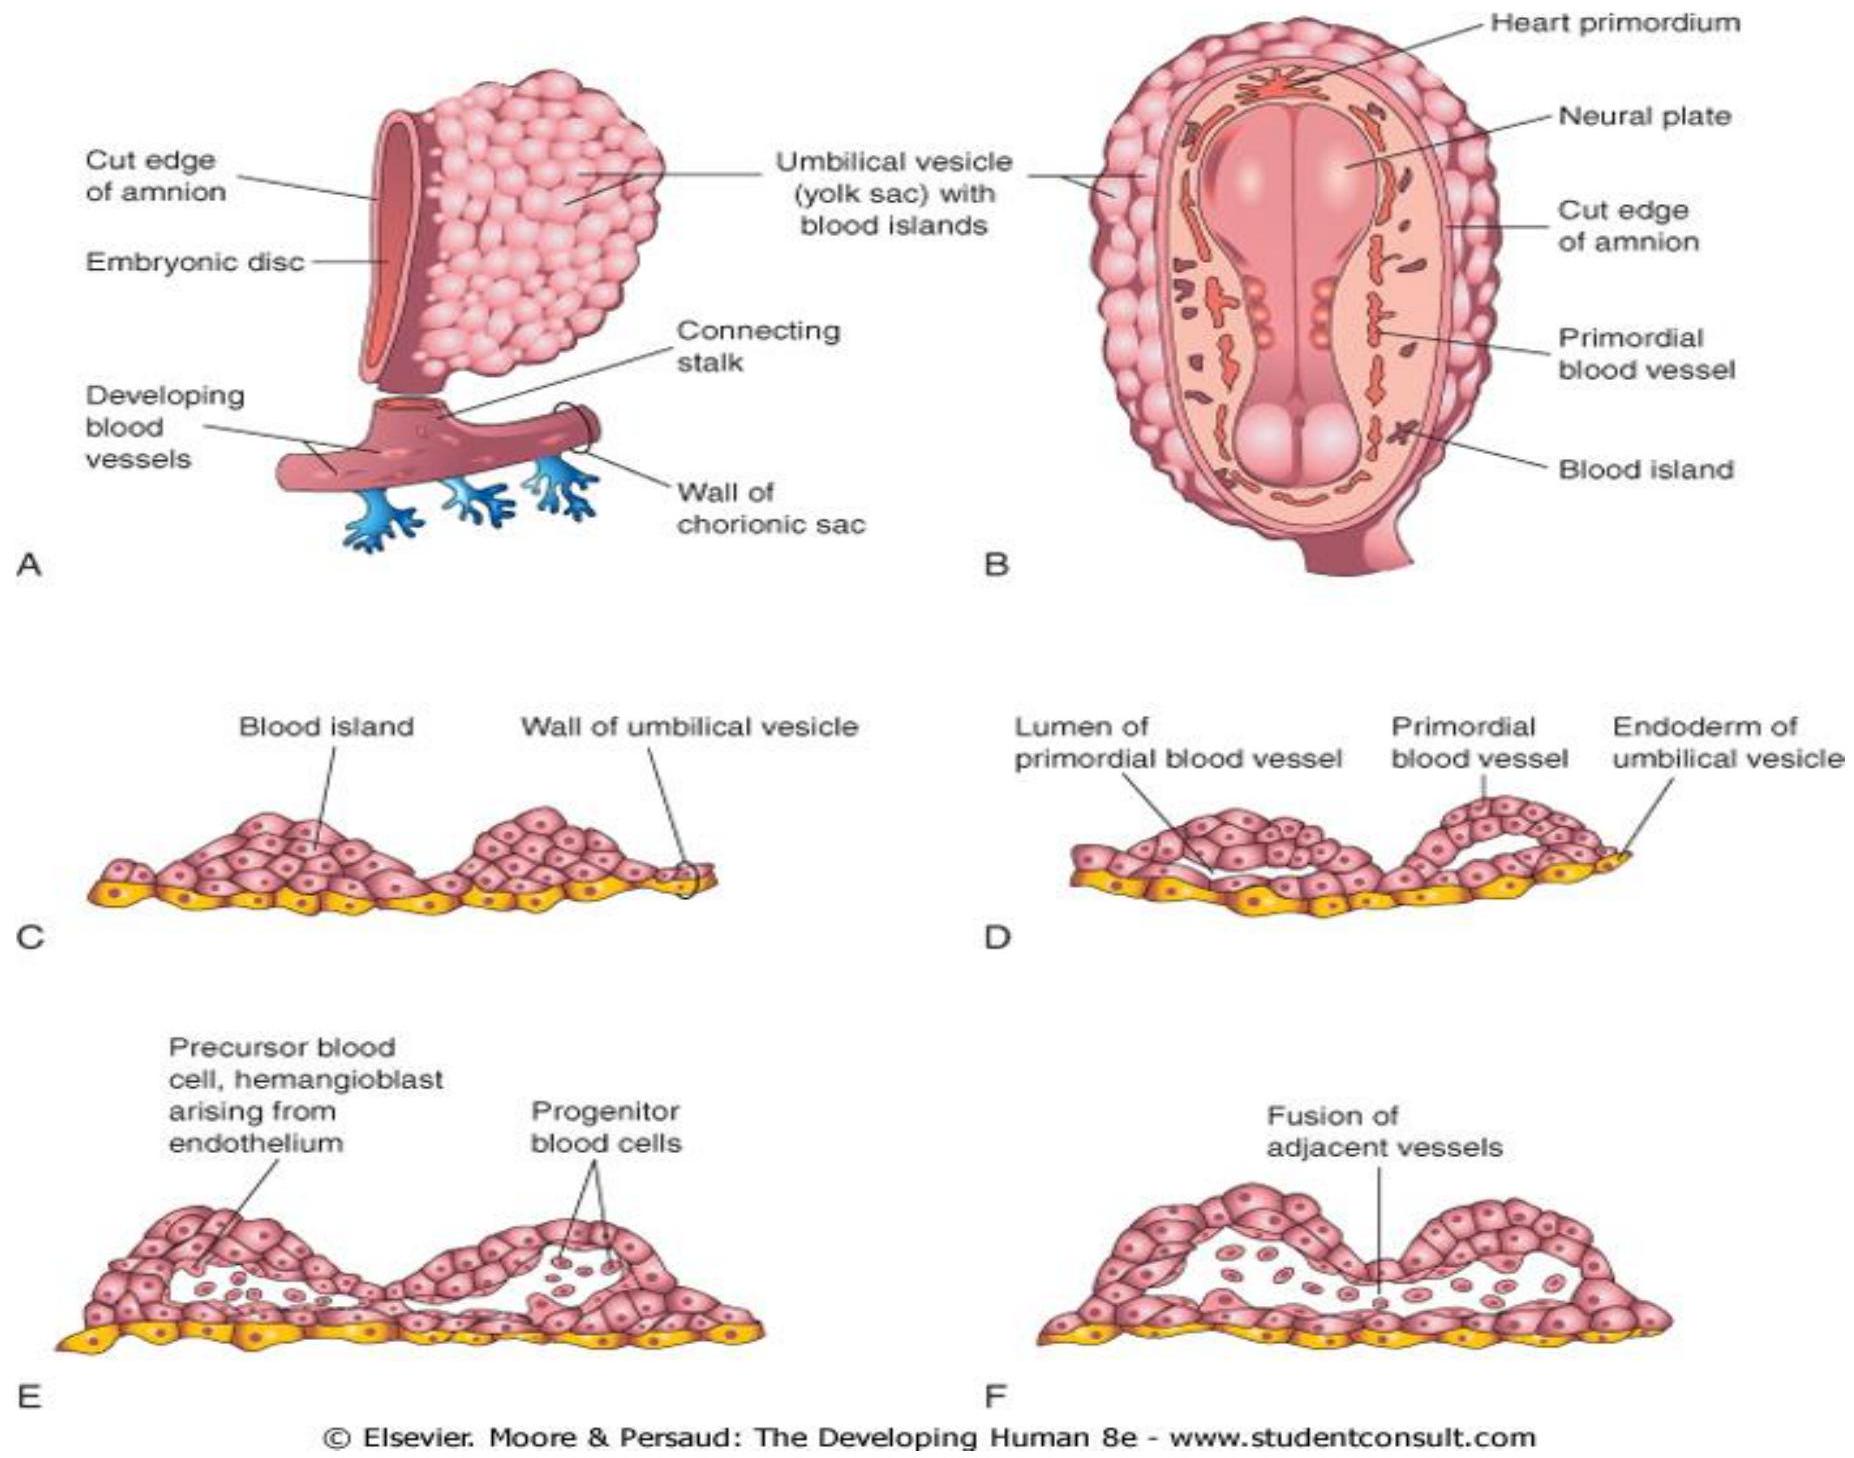 Cut edge
of amnion
Embryonic disc
Developing
blood
vessels
Umbilical vesicle
(yolk sac) with
blood islands
Connecting
stalk
Wall of
chorionic sac
A
Heart primordium
Neural plate
Cut edge
of amnion
Primordial
blood vessel
Blood island
B
Blood island
Wall of umbilical vesicle
C
Lumen of
primordial blood vessel
Primordial
blood vessel
Endoderm of
umbilical vesicle
D
Precursor blood
cell, hemangioblast
arising from
endothelium
Progenitor
blood cells
E
Fusion of
adjacent vessels
F
© Elsevier. Moore & Persaud: The Developing Human 8e - www.studentconsult.com